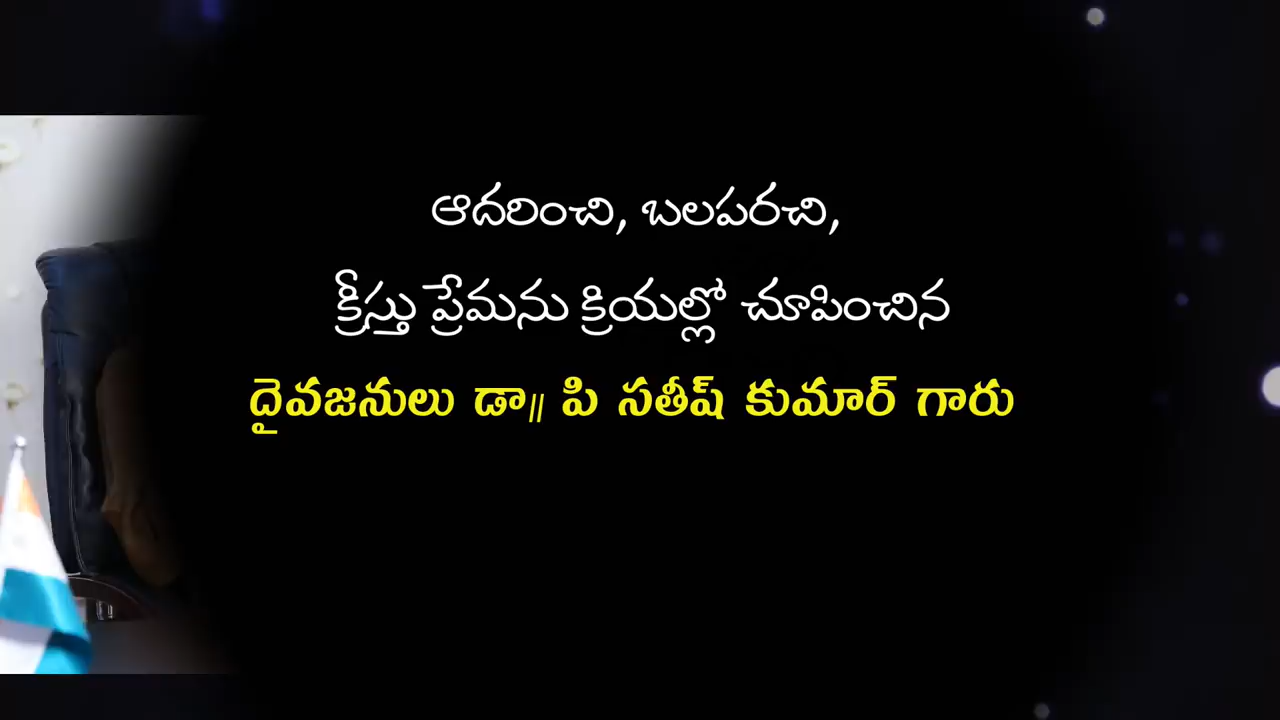 ఆదరించి, బలపరచి,
క్రీస్తు ప్రేమను క్రియల్లో చూపించిన
దైవజనులు డా|| పి సతీష్ కుమార్ గారు